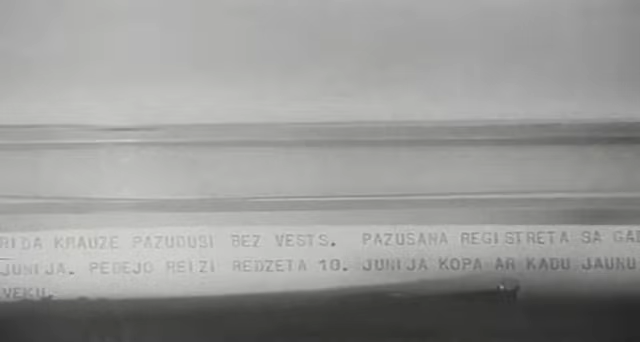 RIDA KRAUZE PAZUDUSI BEZ VESTS. PAZUSANA REGISTRETA SA GAD
JUNIJA. PEDEJO REIZI REDZETA 10. JUNIJA KOPA AR KADU JAUNU
VEKU.